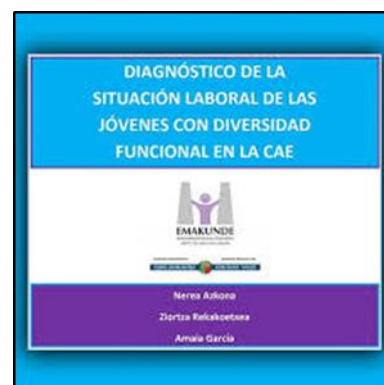 DIAGNÓSTICO DE LA
SITUACIÓN LABORAL DE LAS
JÓVENES CON DIVERSIDAD
FUNCIONAL EN LA CAE
EMAKUNDE
Nerea Azkona
Ziortza Rekakoetxea
Amaia García